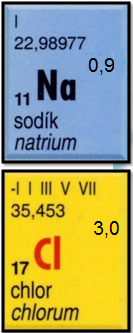 I
22,98977
0,9
11 Na
sodík
natrium
-I I III V VII
35,453
3,0
17 Cl
chlor
chlorum